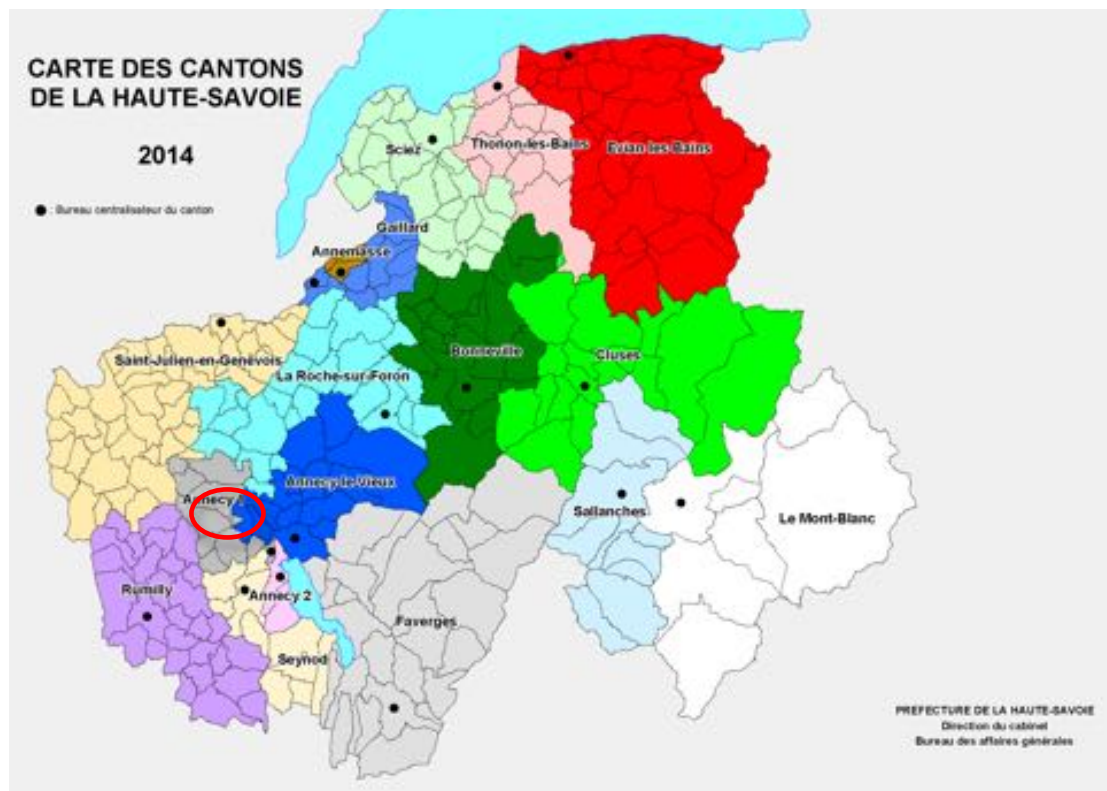 CARTE DES CANTONS
DE LA HAUTE-SAVOIE
2014
: Bureau centralisateur du canton
Sciez
Thonon-les-Bains
Evian les Bains
Gaillard
Annemasse
Saint-Julien-en-Genevois
La Roche-sur-Foron
Bonneville
Cluses
Annecy-le-Vieux
Annecy
Sallanches
Le Mont-Blanc
Rumilly
Annecy 2
Faverges
Seynod
PREFECTURE DE LA HAUTE-SAVOIE
Direction du cabinet
Bureau des affaires générales